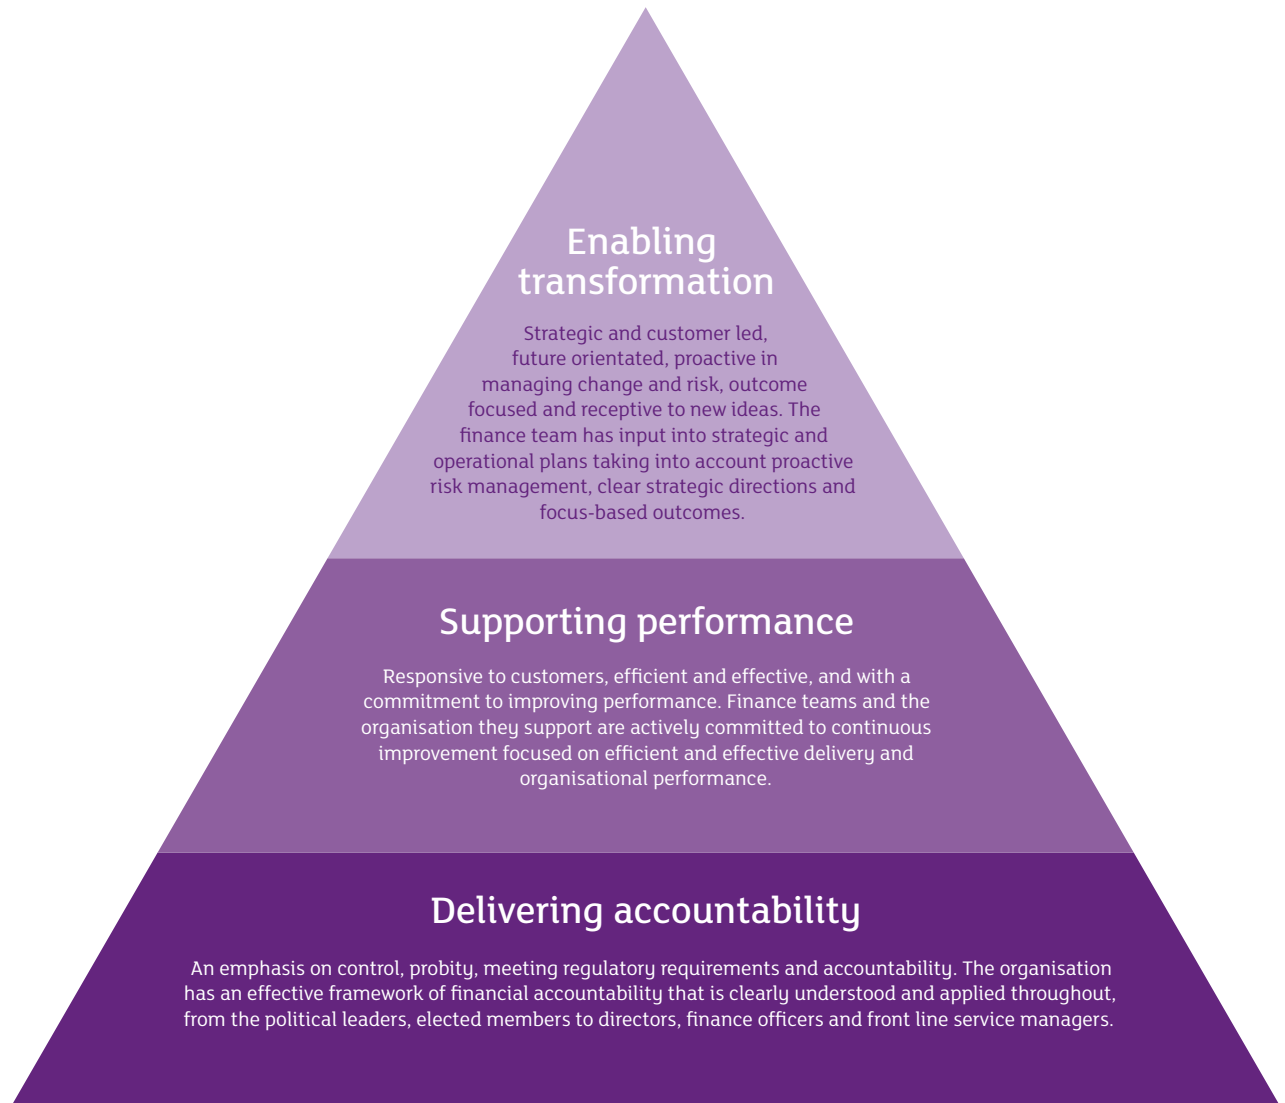 Enabling
transformation
Strategic and customer led,
future orientated, proactive in
managing change and risk, outcome
focused and receptive to new ideas. The
finance team has input into strategic and
operational plans taking into account proactive
risk management, clear strategic directions and
focus-based outcomes.
Supporting performance
Responsive to customers, efficient and effective, and with a
commitment to improving performance. Finance teams and the
organisation they support are actively committed to continuous
improvement focused on efficient and effective delivery and
organisational performance.
Delivering accountability
An emphasis on control, probity, meeting regulatory requirements and accountability. The organisation
has an effective framework of financial accountability that is clearly understood and applied throughout,
from the political leaders, elected members to directors, finance officers and front line service managers.